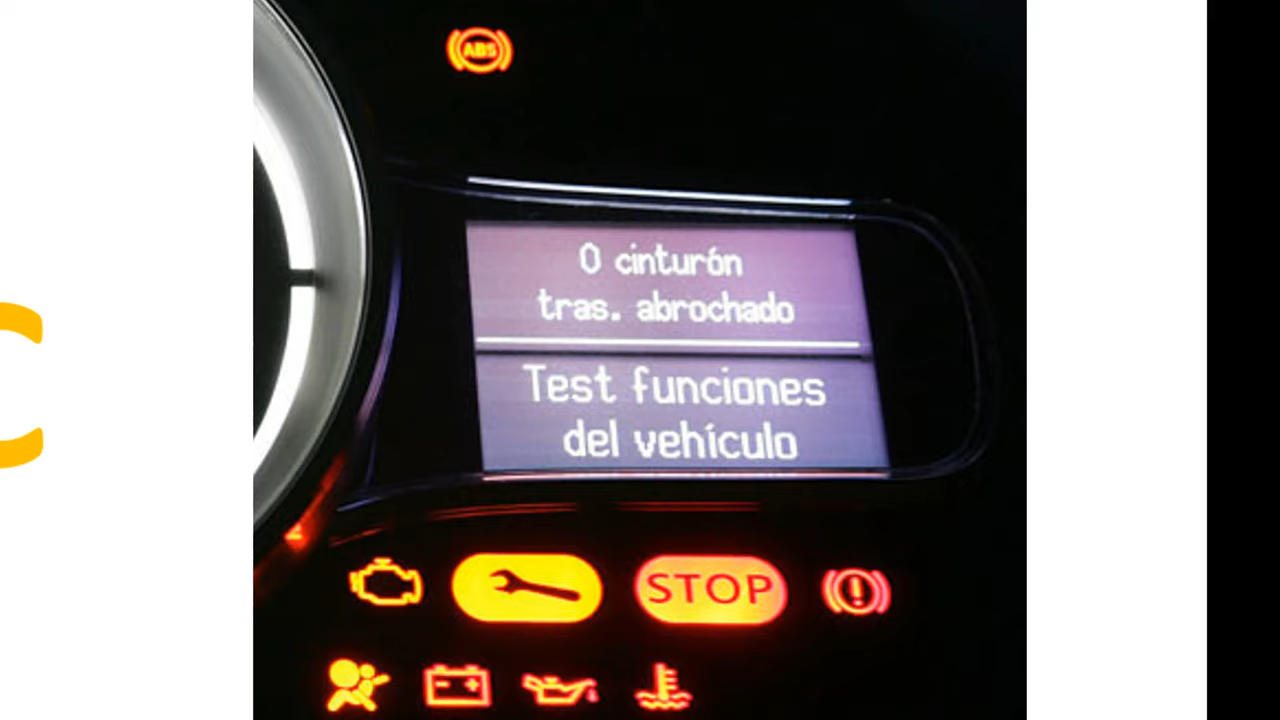 ABS
0 cinturón
tras. abrochado
Test funciones
del vehículo
STOP